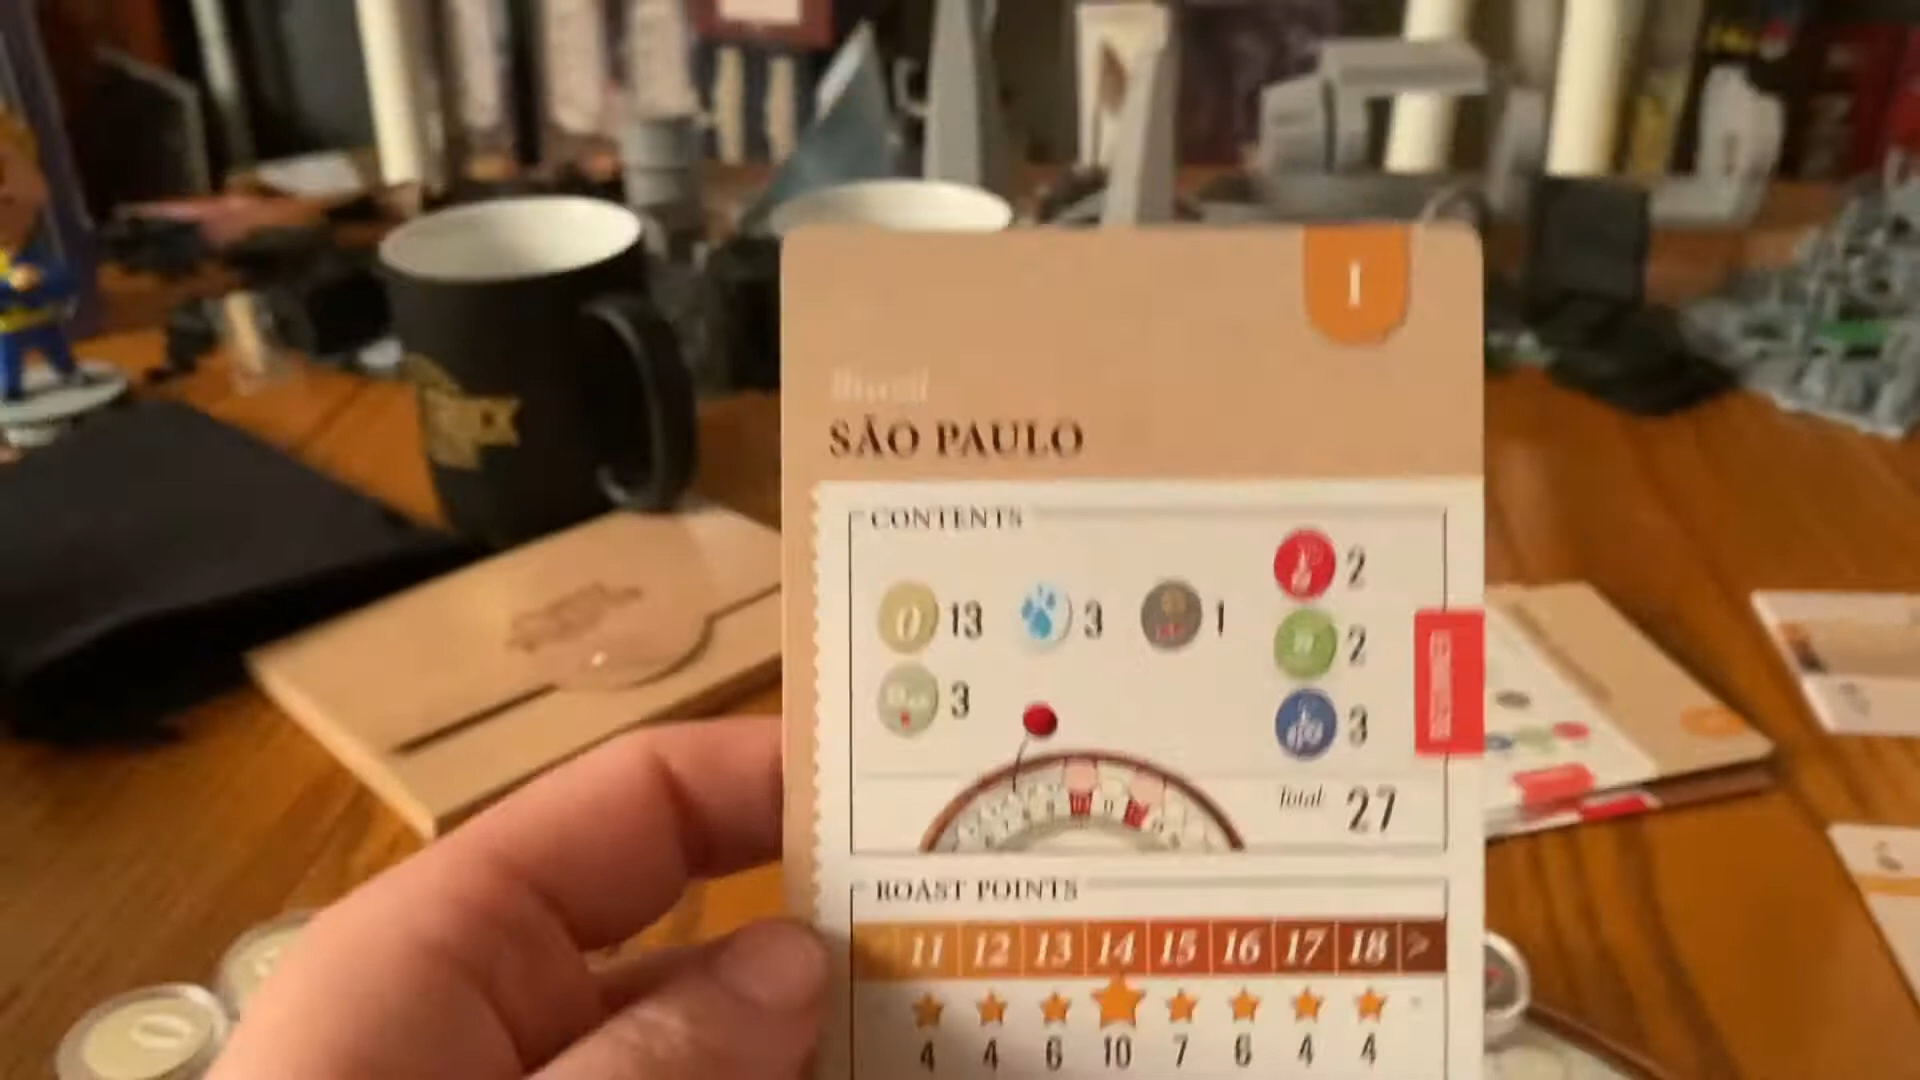 1
Brazil
SÃO PAULO
CONTENTS
13 3 1 2
2
3 3
Total: 27
ROAST POINTS
11 12 13 14 15 16 17 18
4 4 6 10 7 6 4 4